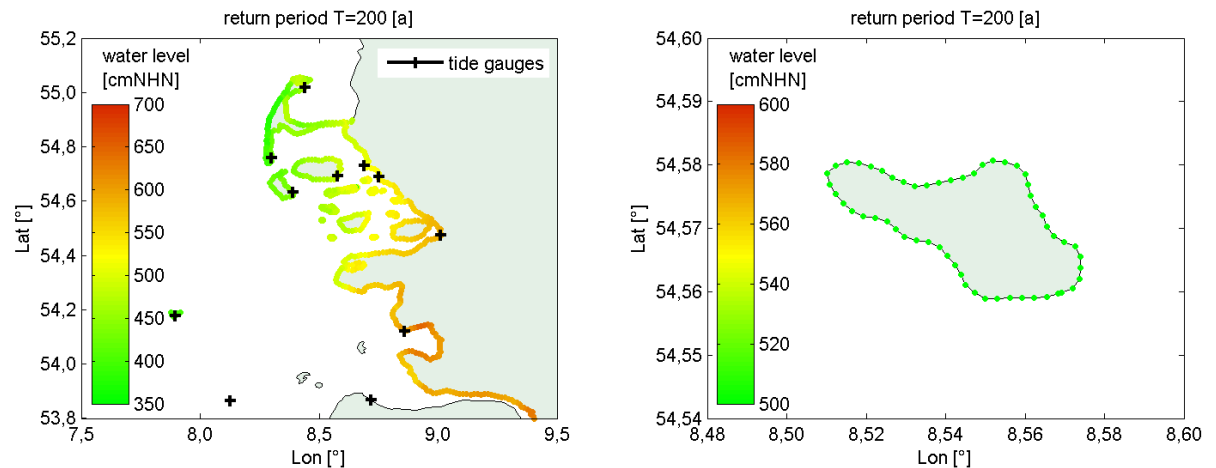 return period T=200 [a]
water level
[cmNHN]
tide gauges
700
650
600
550
500
450
400
350
55,2
55,0
54,8
54,6
54,4
54,2
54,0
53,8
Lat [°]
7,5 8,0 8,5 9,0 9,5
Lon [°]
return period T=200 [a]
water level
[cmNHN]
600
580
560
540
520
500
54,60
54,59
54,58
54,57
54,56
54,55
54,54
Lat [°]
8,48 8,50 8,52 8,54 8,56 8,58 8,60
Lon [°]